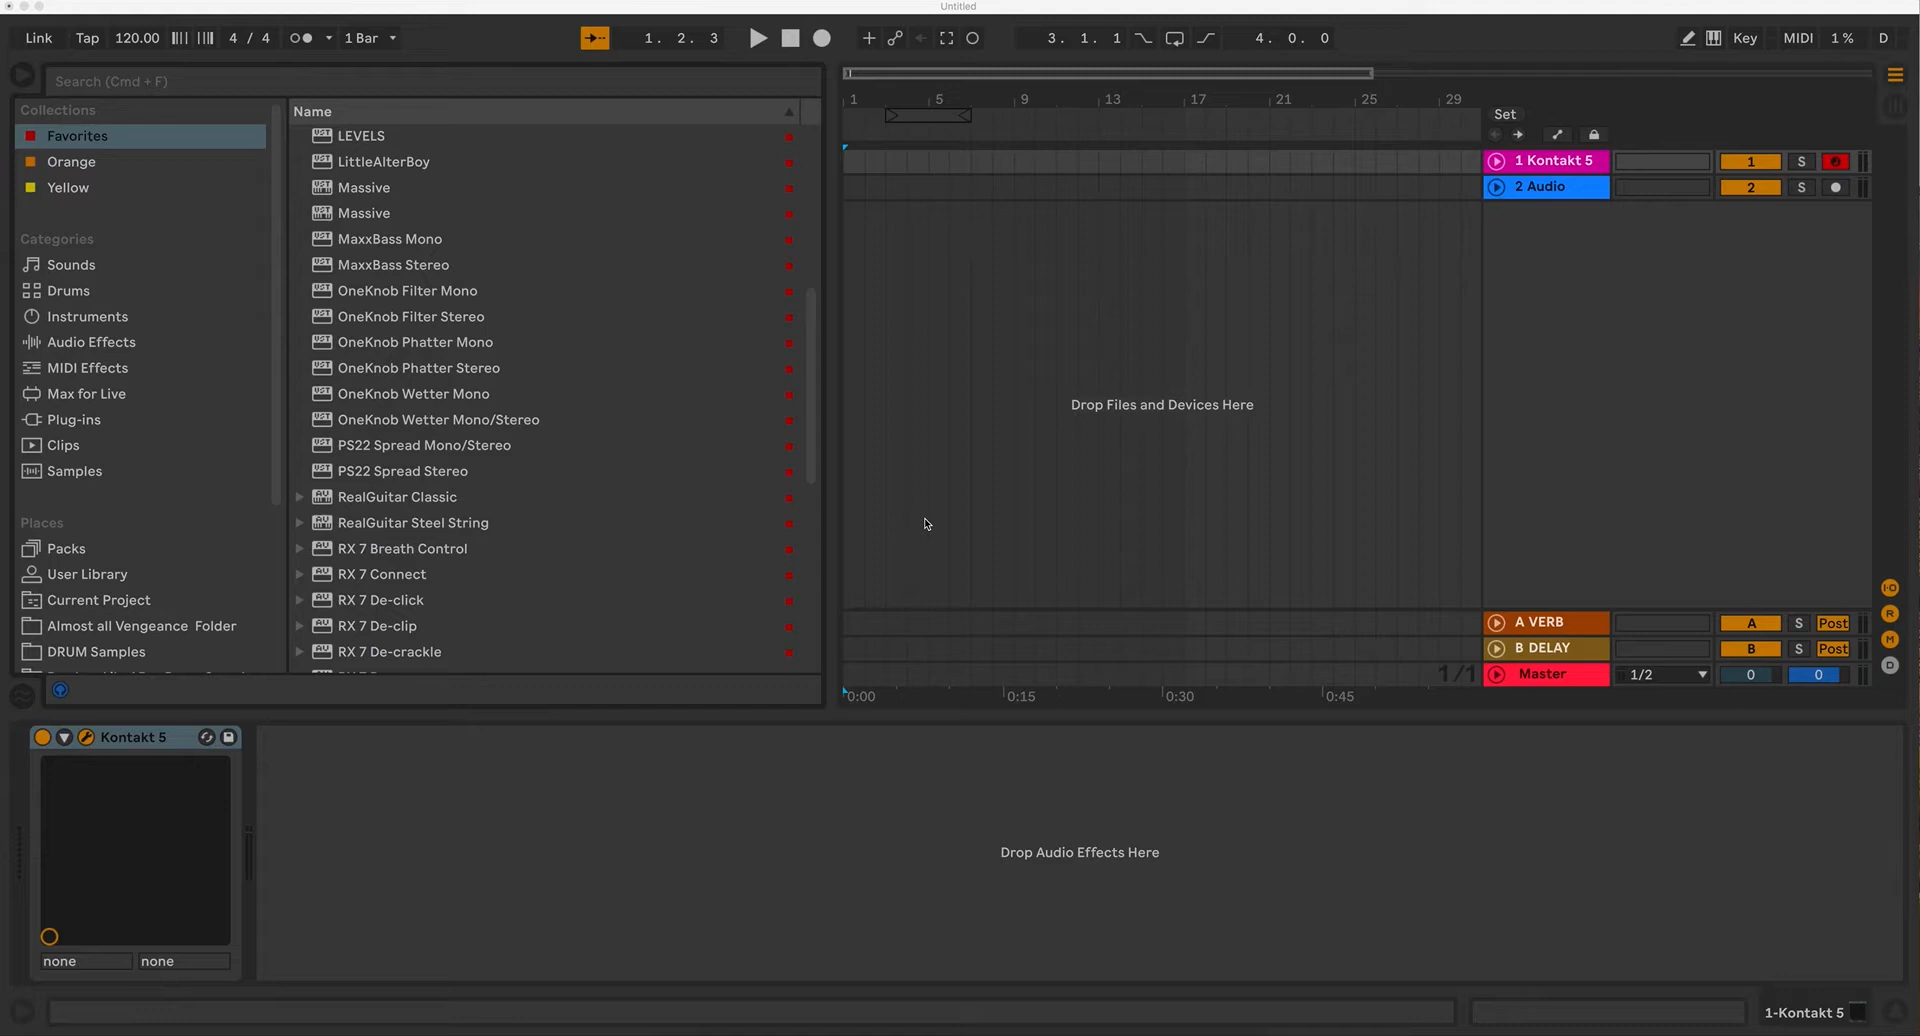 Untitled
Link Tap 120.00 4 / 4 1 Bar 1. 2. 3 3. 1. 1 4. 0. 0 Key MIDI 1 % D
Search (Cmd + F)
Collections
Favorites
Orange
Yellow
Categories
Sounds
Drums
Instruments
Audio Effects
MIDI Effects
Max for Live
Plug-ins
Clips
Samples
Places
Packs
User Library
Current Project
Almost all Vengeance Folder
DRUM Samples
Name
LEVELS
LittleAlterBoy
Massive
Massive
MaxxBass Mono
MaxxBass Stereo
OneKnob Filter Mono
OneKnob Filter Stereo
OneKnob Phatter Mono
OneKnob Phatter Stereo
OneKnob Wetter Mono
OneKnob Wetter Mono/Stereo
PS22 Spread Mono/Stereo
PS22 Spread Stereo
RealGuitar Classic
RealGuitar Steel String
RX 7 Breath Control
RX 7 Connect
RX 7 De-click
RX 7 De-clip
RX 7 De-crackle
1 5 9 13 17 21 25 29
Set
1 Kontakt 5 1 S
2 Audio 2 S
Drop Files and Devices Here
I·O
R
M
D
A VERB A S Post
B DELAY B S Post
1/1 Master 1/2 0 0
0:00 0:15 0:30 0:45
Kontakt 5
none none
Drop Audio Effects Here
1-Kontakt 5